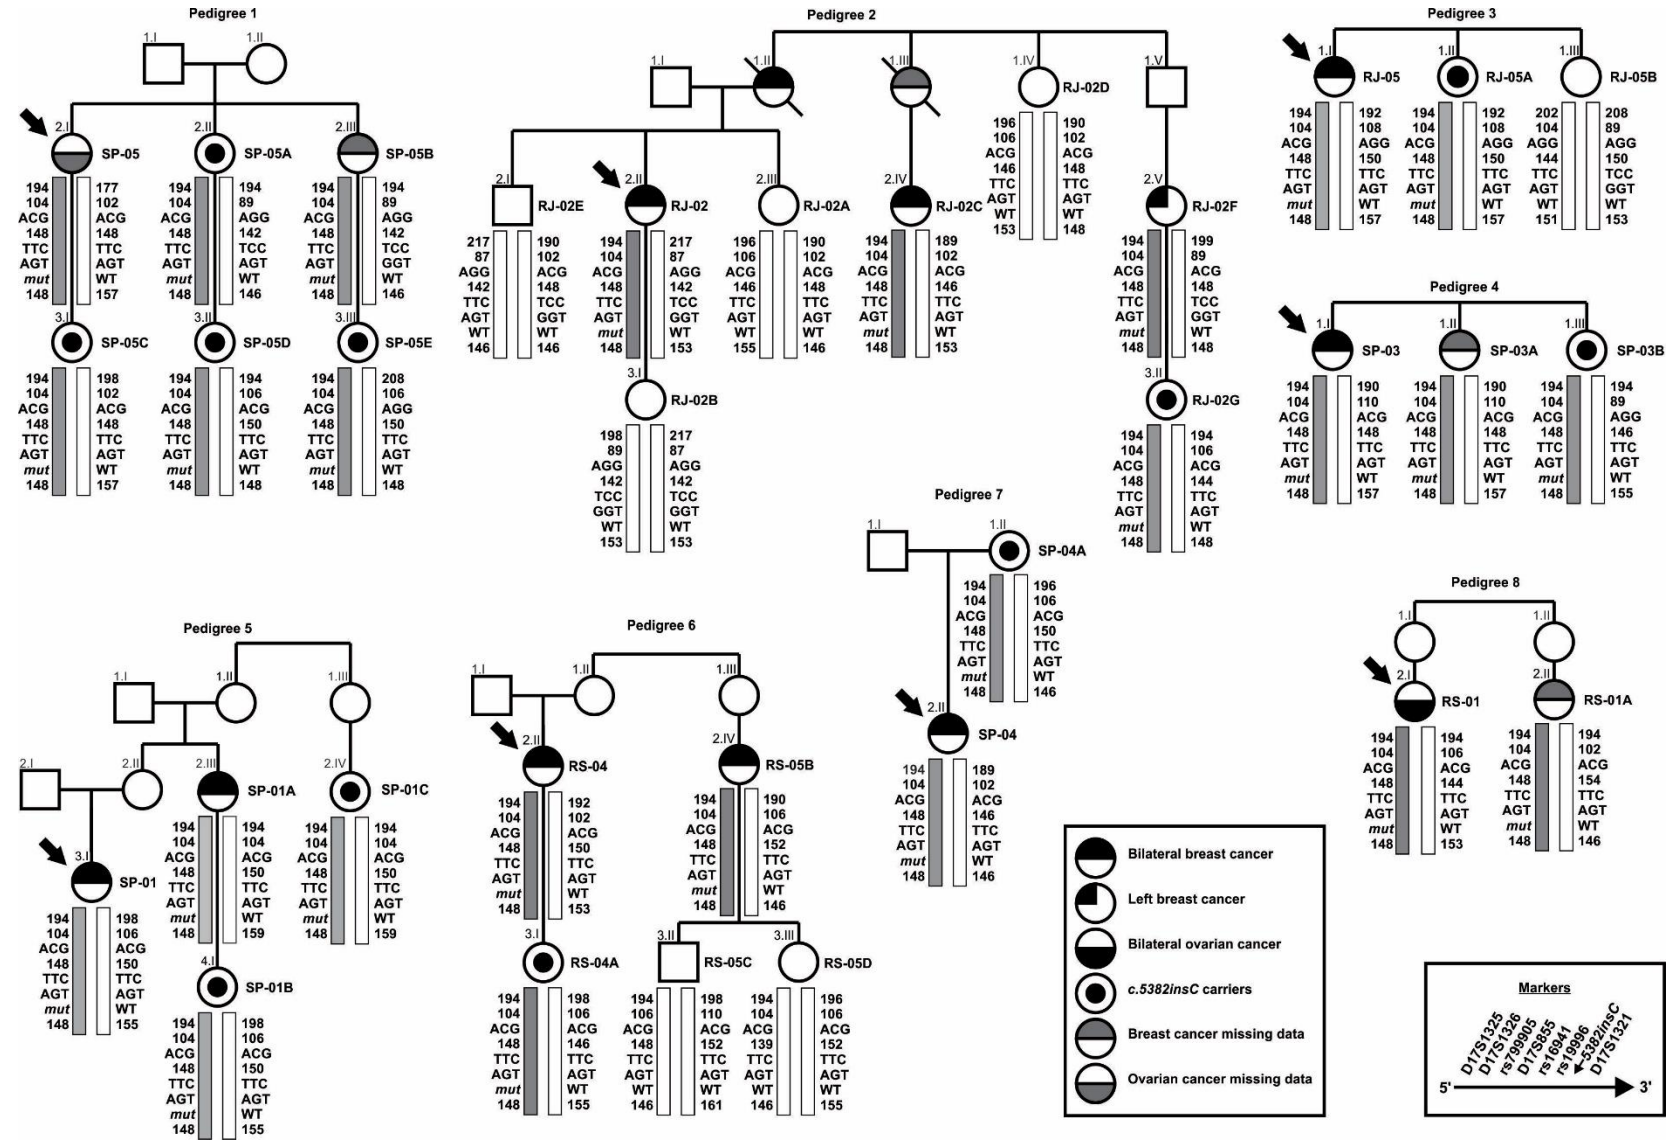 Pedigree 1
1.I 1.II
2.I SP-05 2.II SP-05A 2.III SP-05B
194 177 194 194 194 194
104 102 104 89 104 89
ACG ACG ACG AGG ACG AGG
148 148 148 142 148 142
TTC TTC TTC TCC TTC TCC
AGT AGT AGT GGT AGT GGT
mut WT mut WT mut WT
148 157 148 146 148 146
3.I SP-05C 3.II SP-05D 3.III SP-05E
194 198 194 194 194 208
104 102 104 106 104 106
ACG ACG ACG ACG ACG AGG
148 148 148 150 148 150
TTC TTC TTC TTC TTC TTC
AGT AGT AGT AGT AGT AGT
mut WT mut WT mut WT
148 157 148 148 148 148
Pedigree 2
1.I 1.II 1.III 1.IV RJ-02D 1.V
196 190
106 102
ACG ACG
146 148
TTC TTC
AGT AGT
WT WT
153 148
2.I RJ-02E 2.II RJ-02 2.III RJ-02A 2.IV RJ-02C 2.V RJ-02F
217 190 194 217 196 190 194 189 194 199
87 102 104 87 106 102 104 102 104 89
AGG ACG ACG AGG ACG ACG ACG ACG ACG ACG
142 148 148 142 146 148 148 146 148 148
TTC TCC TTC TCC TTC TTC TTC TTC TTC TCC
AGT GGT AGT GGT AGT AGT AGT AGT AGT GGT
WT WT mut WT WT WT mut WT mut WT
146 146 148 153 155 146 148 153 148 148
3.I RJ-02B
198 217
89 87
AGG AGG
142 142
TCC TCC
GGT GGT
WT WT
153 153
3.II RJ-02G
194 194
104 106
ACG ACG
148 144
TTC TTC
AGT AGT
mut WT
148 148
Pedigree 3
1.I RJ-05 1.II RJ-05A 1.III RJ-05B
194 192 194 192 202 208
104 108 104 108 104 89
ACG AGG ACG AGG AGG AGG
148 150 148 150 144 150
TTC TTC TTC TTC TTC TCC
AGT AGT AGT AGT AGT GGT
mut WT mut WT WT WT
148 157 148 157 151 153
Pedigree 4
1.I SP-03 1.II SP-03A 1.III SP-03B
194 190 194 190 194 194
104 110 104 110 104 89
ACG ACG ACG ACG ACG AGG
148 148 148 148 148 146
TTC TTC TTC TTC TTC TTC
AGT AGT AGT AGT AGT AGT
mut WT mut WT mut WT
148 157 148 157 148 155
Pedigree 5
1.I 1.II 1.III
2.I 2.II 2.III SP-01A 2.IV SP-01C
194 194 194 194
104 104 104 104
ACG ACG ACG ACG
148 150 148 150
TTC TTC TTC TTC
AGT AGT AGT AGT
mut WT mut WT
148 159 148 159
3.I SP-01
194 198
104 106
ACG ACG
148 150
TTC TTC
AGT AGT
mut WT
148 155
4.I SP-01B
194 198
104 106
ACG ACG
148 150
TTC TTC
AGT AGT
mut WT
148 155
Pedigree 6
1.I 1.II 1.III
2.II RS-04 2.IV RS-05B
194 192 194 190
104 102 104 106
ACG ACG ACG ACG
148 150 148 152
TTC TTC TTC TTC
AGT AGT AGT AGT
mut WT mut WT
148 153 148 146
3.I RS-04A 3.II RS-05C 3.III RS-05D
194 198 194 198 194 196
104 106 106 110 104 106
ACG ACG ACG ACG ACG ACG
148 146 148 152 139 152
TTC TTC TTC TTC TTC TTC
AGT AGT AGT AGT AGT AGT
mut WT WT WT WT WT
148 155 146 161 146 155
Pedigree 7
1.I 1.II SP-04A
194 196
104 106
ACG ACG
148 150
TTC TTC
AGT AGT
mut WT
148 146
2.II SP-04
194 189
104 102
ACG ACG
148 146
TTC TTC
AGT AGT
mut WT
148 146
Pedigree 8
1.I 1.II
2.I RS-01 2.II RS-01A
194 194 194 194
104 106 104 102
ACG ACG ACG ACG
148 144 148 154
TTC TTC TTC TTC
AGT AGT AGT AGT
mut WT mut WT
148 153 148 146
Bilateral breast cancer
Left breast cancer
Bilateral ovarian cancer
c.5382insC carriers
Breast cancer missing data
Ovarian cancer missing data
Markers
D17S1325
D17S1326
rs799905
D17S855
rs16941
rs19996
5382insC
D17S1321
5' 3'